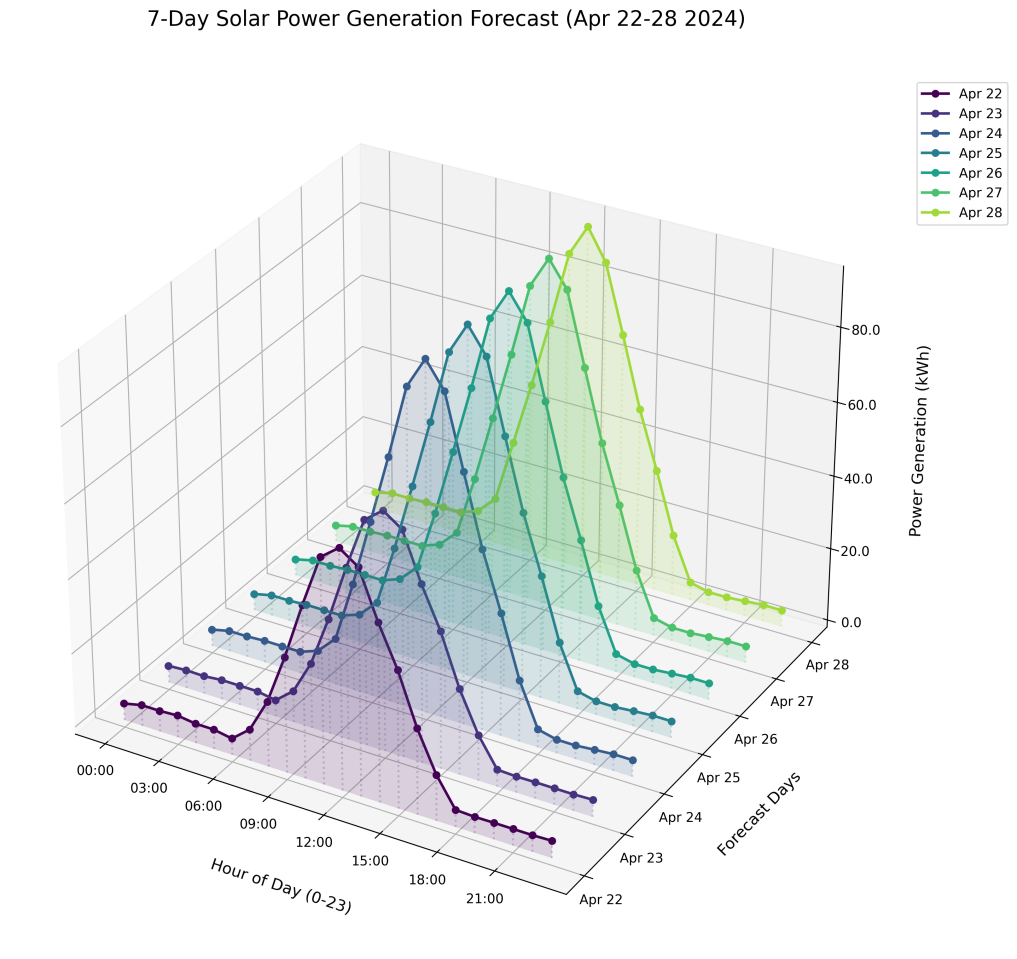 7-Day Solar Power Generation Forecast (Apr 22-28 2024)
Apr 22
Apr 23
Apr 24
Apr 25
Apr 26
Apr 27
Apr 28
80.0
60.0
40.0
20.0
0.0
Power Generation (kWh)
Apr 28
Apr 27
Apr 26
Apr 25
Apr 24
Apr 23
Apr 22
Forecast Days
00:00
03:00
06:00
09:00
12:00
15:00
18:00
21:00
Hour of Day (0-23)